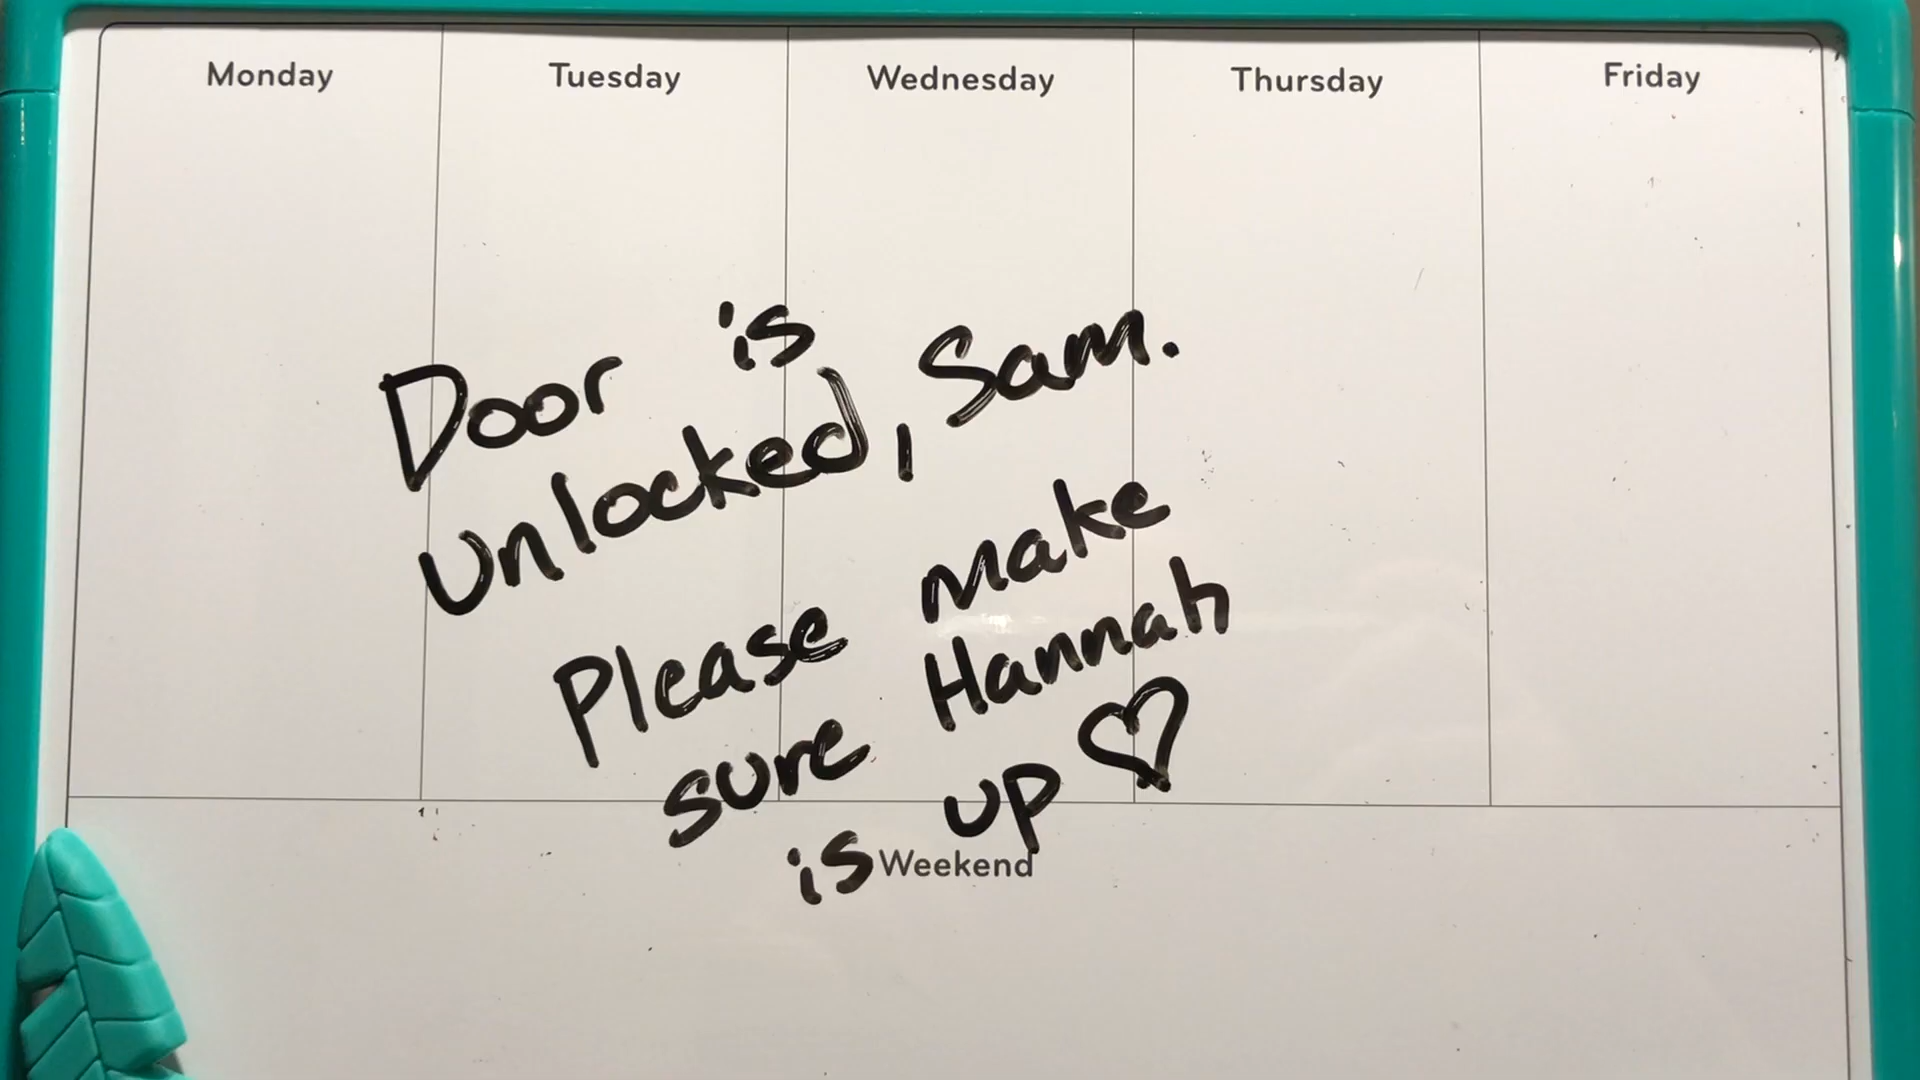 Monday Tuesday Wednesday Thursday Friday
Door is
unlocked, Sam.
Please make
sure Hannah
is up ♡
Weekend